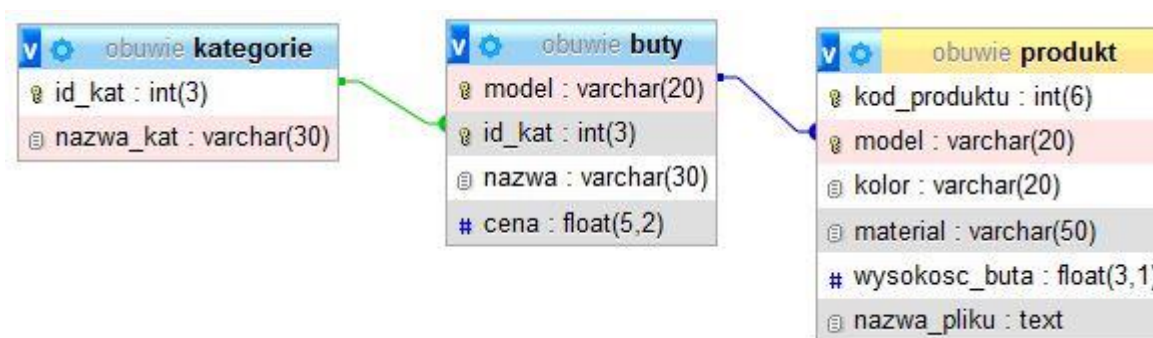 obuwie kategorie
id_kat : int(3)
nazwa_kat : varchar(30)
obuwie buty
model : varchar(20)
id_kat : int(3)
nazwa : varchar(30)
# cena : float(5,2)
obuwie produkt
kod_produktu : int(6)
model : varchar(20)
kolor : varchar(20)
material : varchar(50)
# wysokosc_buta : float(3,1)
nazwa_pliku : text